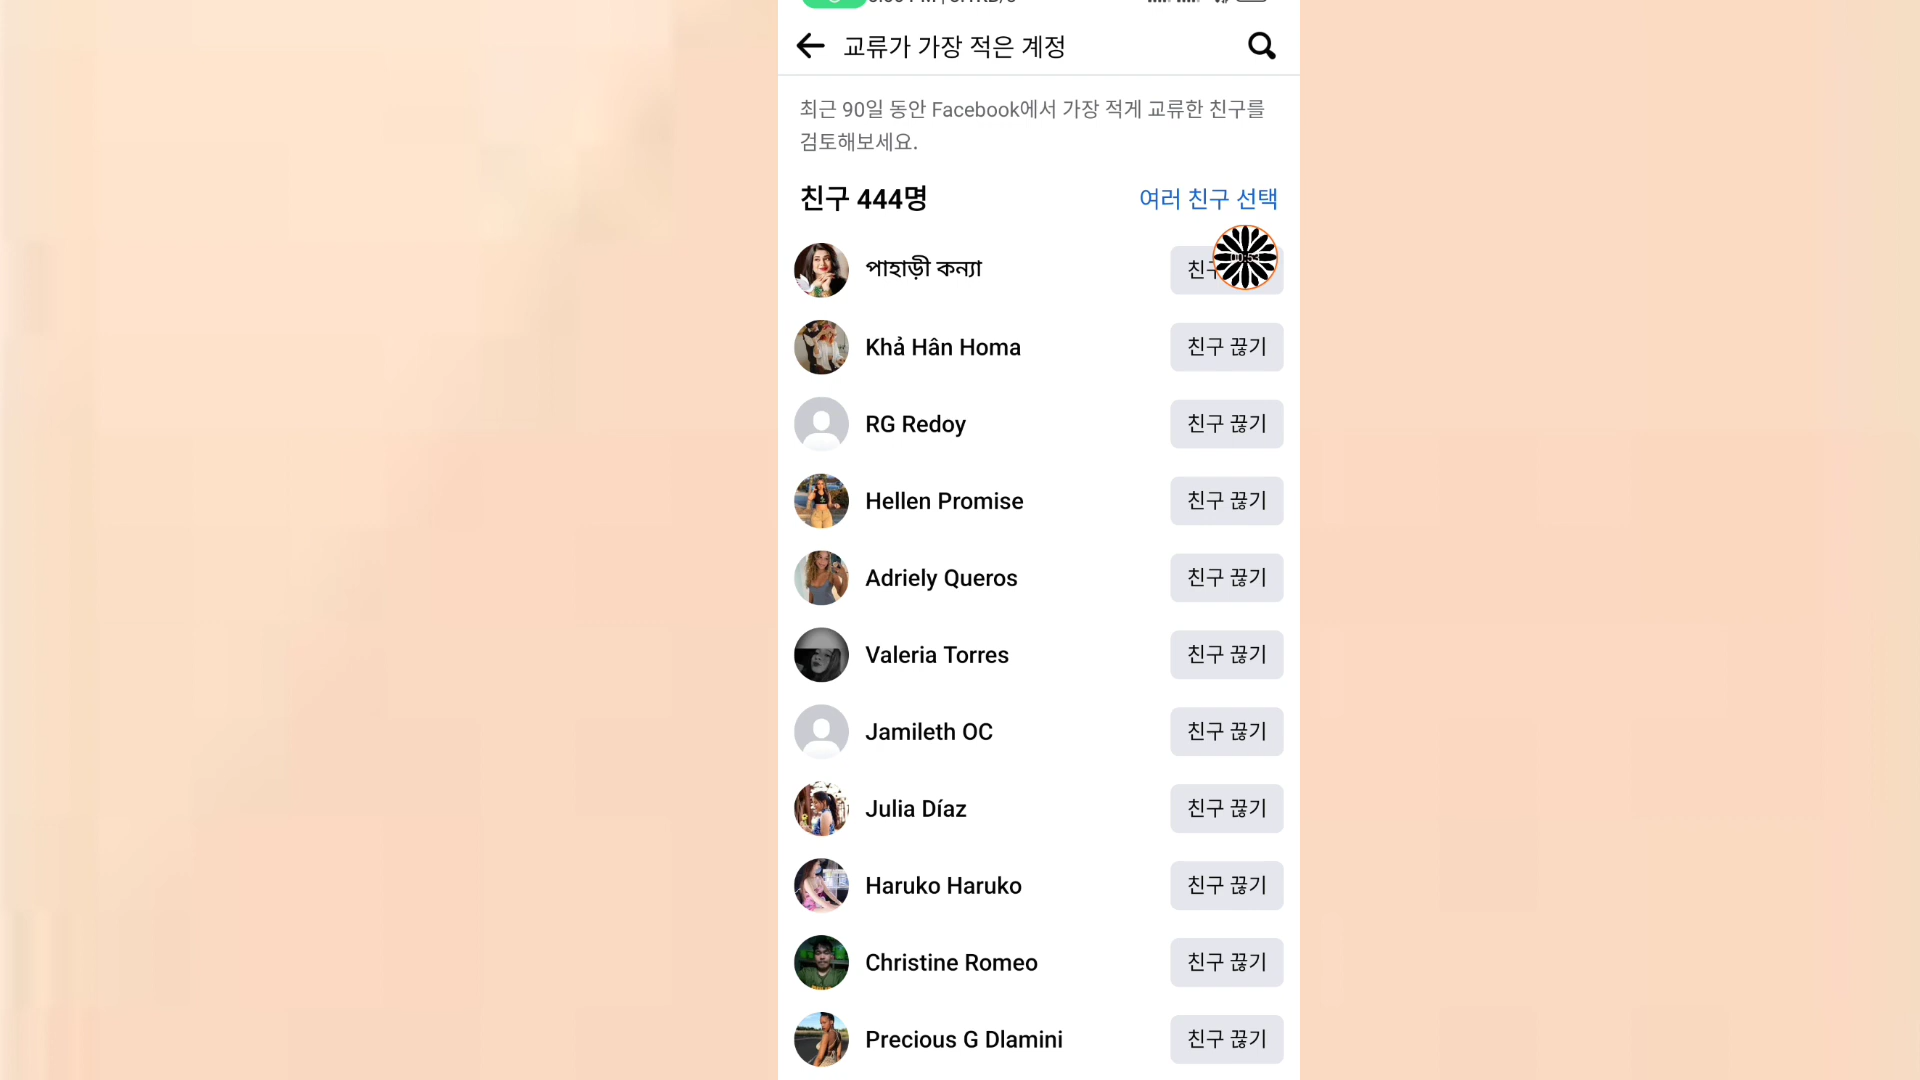 교류가 가장 적은 계정
최근 90일 동안 Facebook에서 가장 적게 교류한 친구를
검토해보세요.
친구 444명 여러 친구 선택
পাহাড়ী কন্যা 친구
00:53
Khả Hân Homa 친구 끊기
RG Redoy 친구 끊기
Hellen Promise 친구 끊기
Adriely Queros 친구 끊기
Valeria Torres 친구 끊기
Jamileth OC 친구 끊기
Julia Díaz 친구 끊기
Haruko Haruko 친구 끊기
Christine Romeo 친구 끊기
Precious G Dlamini 친구 끊기